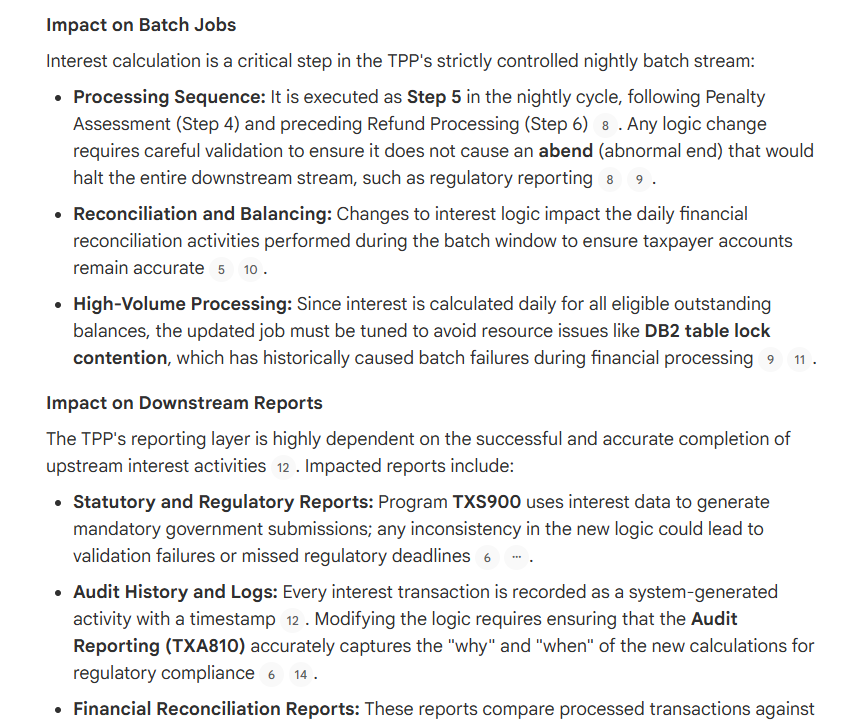 Impact on Batch Jobs
Interest calculation is a critical step in the TPP's strictly controlled nightly batch stream:
• Processing Sequence: It is executed as Step 5 in the nightly cycle, following Penalty
Assessment (Step 4) and preceding Refund Processing (Step 6) 8 . Any logic change
requires careful validation to ensure it does not cause an abend (abnormal end) that would
halt the entire downstream stream, such as regulatory reporting 8 9 .
• Reconciliation and Balancing: Changes to interest logic impact the daily financial
reconciliation activities performed during the batch window to ensure taxpayer accounts
remain accurate 5 10 .
• High-Volume Processing: Since interest is calculated daily for all eligible outstanding
balances, the updated job must be tuned to avoid resource issues like DB2 table lock
contention, which has historically caused batch failures during financial processing 9 11 .
Impact on Downstream Reports
The TPP's reporting layer is highly dependent on the successful and accurate completion of
upstream interest activities 12 . Impacted reports include:
• Statutory and Regulatory Reports: Program TXS900 uses interest data to generate
mandatory government submissions; any inconsistency in the new logic could lead to
validation failures or missed regulatory deadlines 6 ... .
• Audit History and Logs: Every interest transaction is recorded as a system-generated
activity with a timestamp 12 . Modifying the logic requires ensuring that the Audit
Reporting (TXA810) accurately captures the "why" and "when" of the new calculations for
regulatory compliance 6 14 .
• Financial Reconciliation Reports: These reports compare processed transactions against